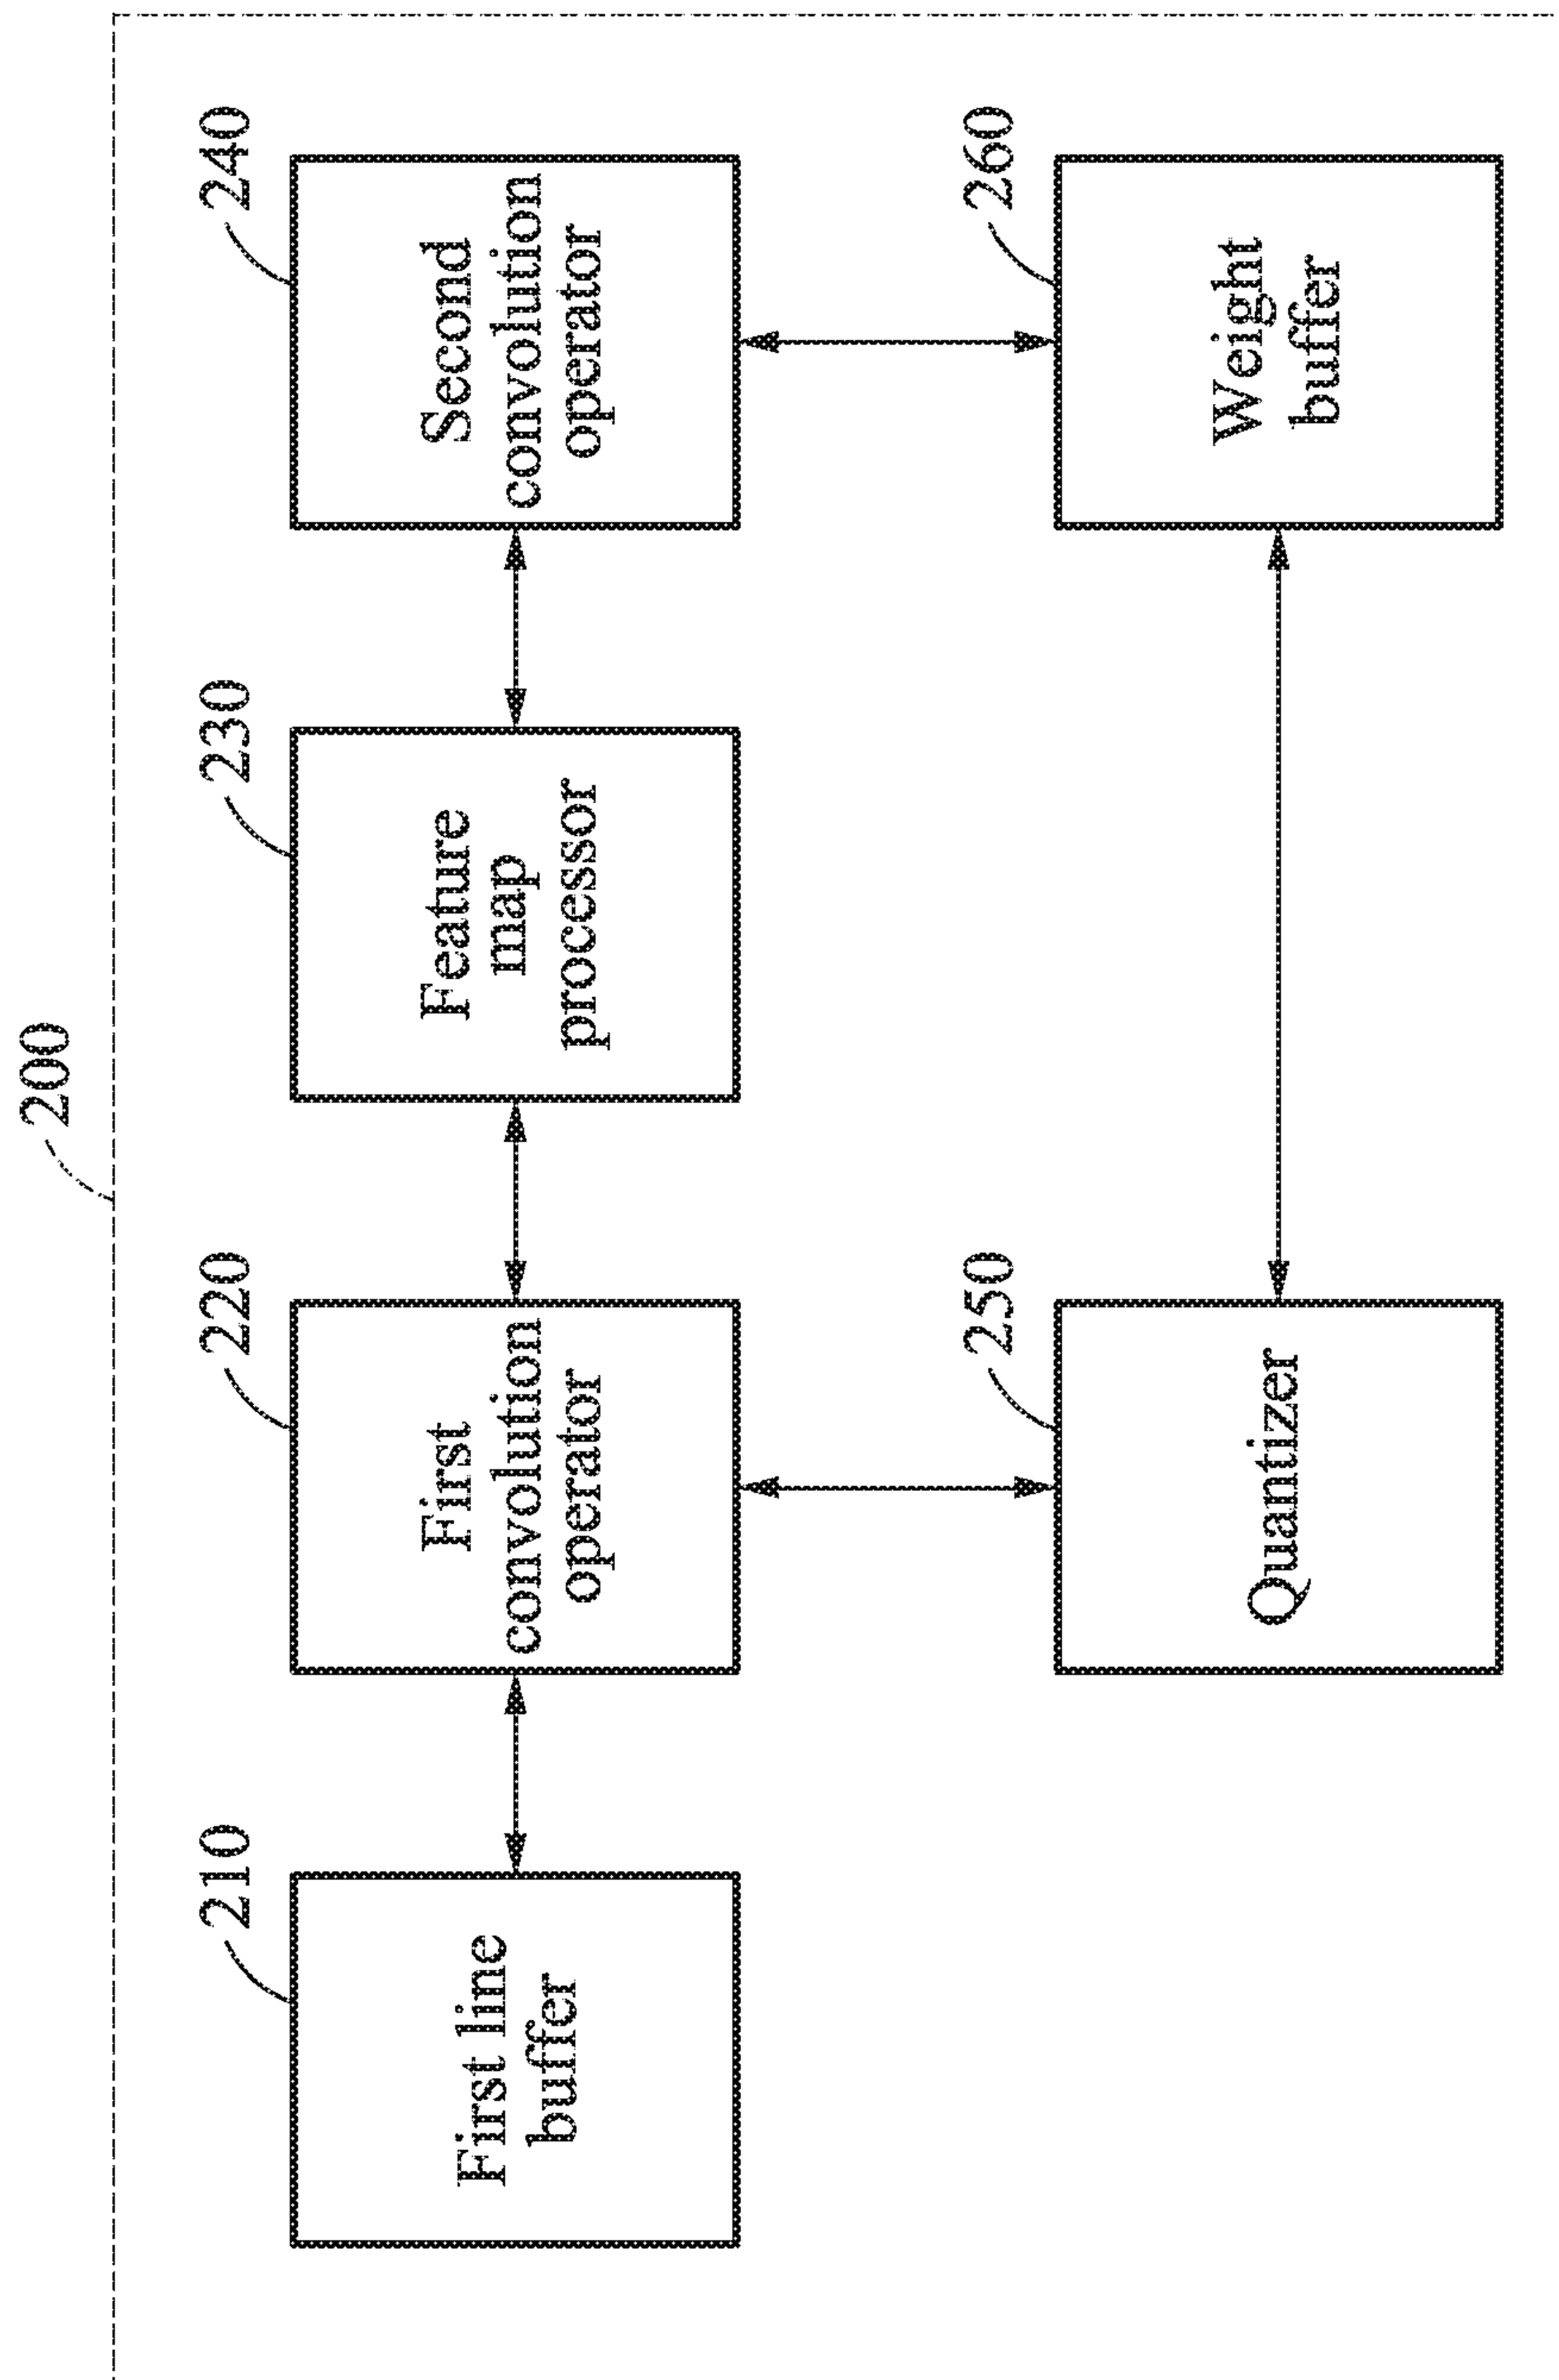 200
210
First line
buffer
220
First
convolution
operator
230
Feature
map
processor
240
Second
convolution
operator
250
Quantizer
260
Weight
buffer